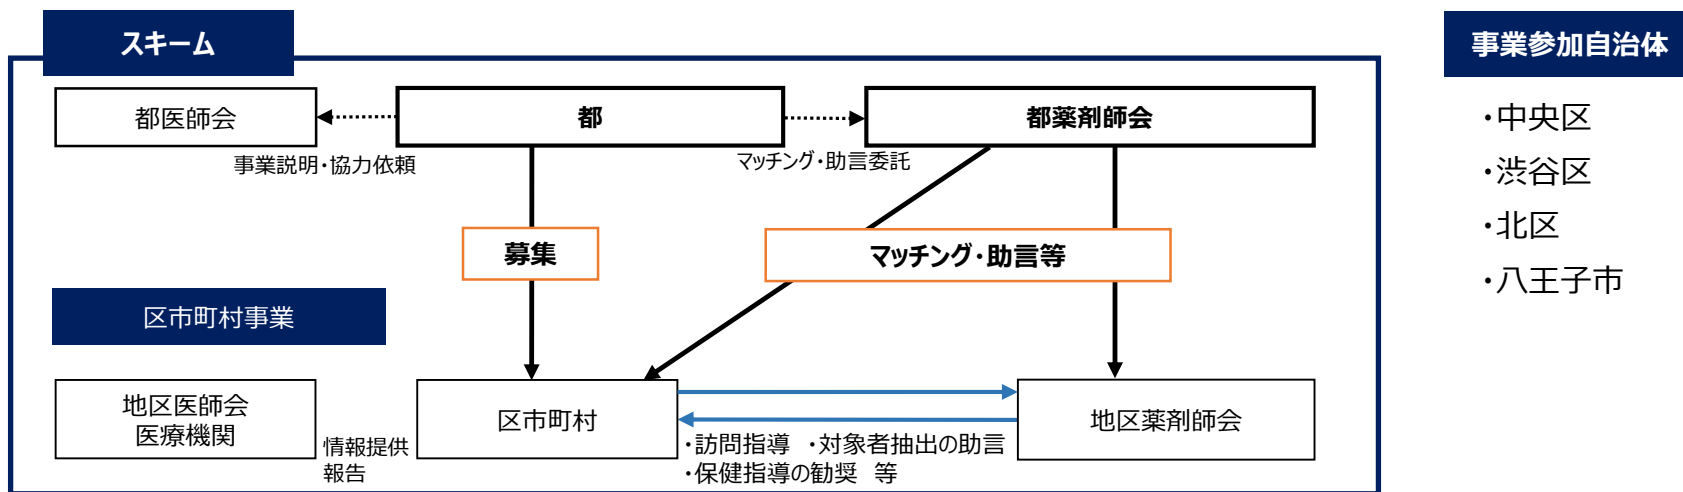 スキーム
事業参加自治体
都医師会
都
都薬剤師会
事業説明・協力依頼
マッチング・助言委託
・中央区
・渋谷区
・北区
・八王子市
募集
マッチング・助言等
区市町村事業
地区医師会
医療機関
情報提供
報告
区市町村
地区薬剤師会
・訪問指導　・対象者抽出の助言
・保健指導の勧奨　等